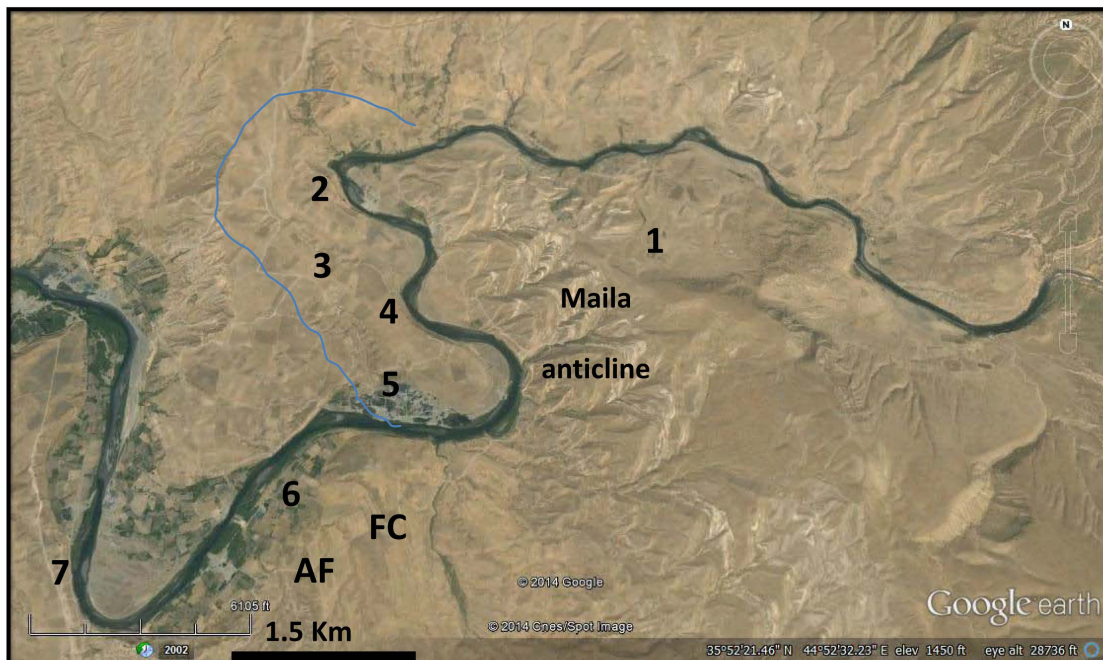 N
2
1
3
Maila
4
anticline
5
6
FC
7
AF
© 2014 Google
6105 ft
Google earth
1.5 Km
© 2014 Cnes/Spot Image
2002
35°52'21.46" N 44°52'32.23" E elev 1450 ft eye alt 28736 ft